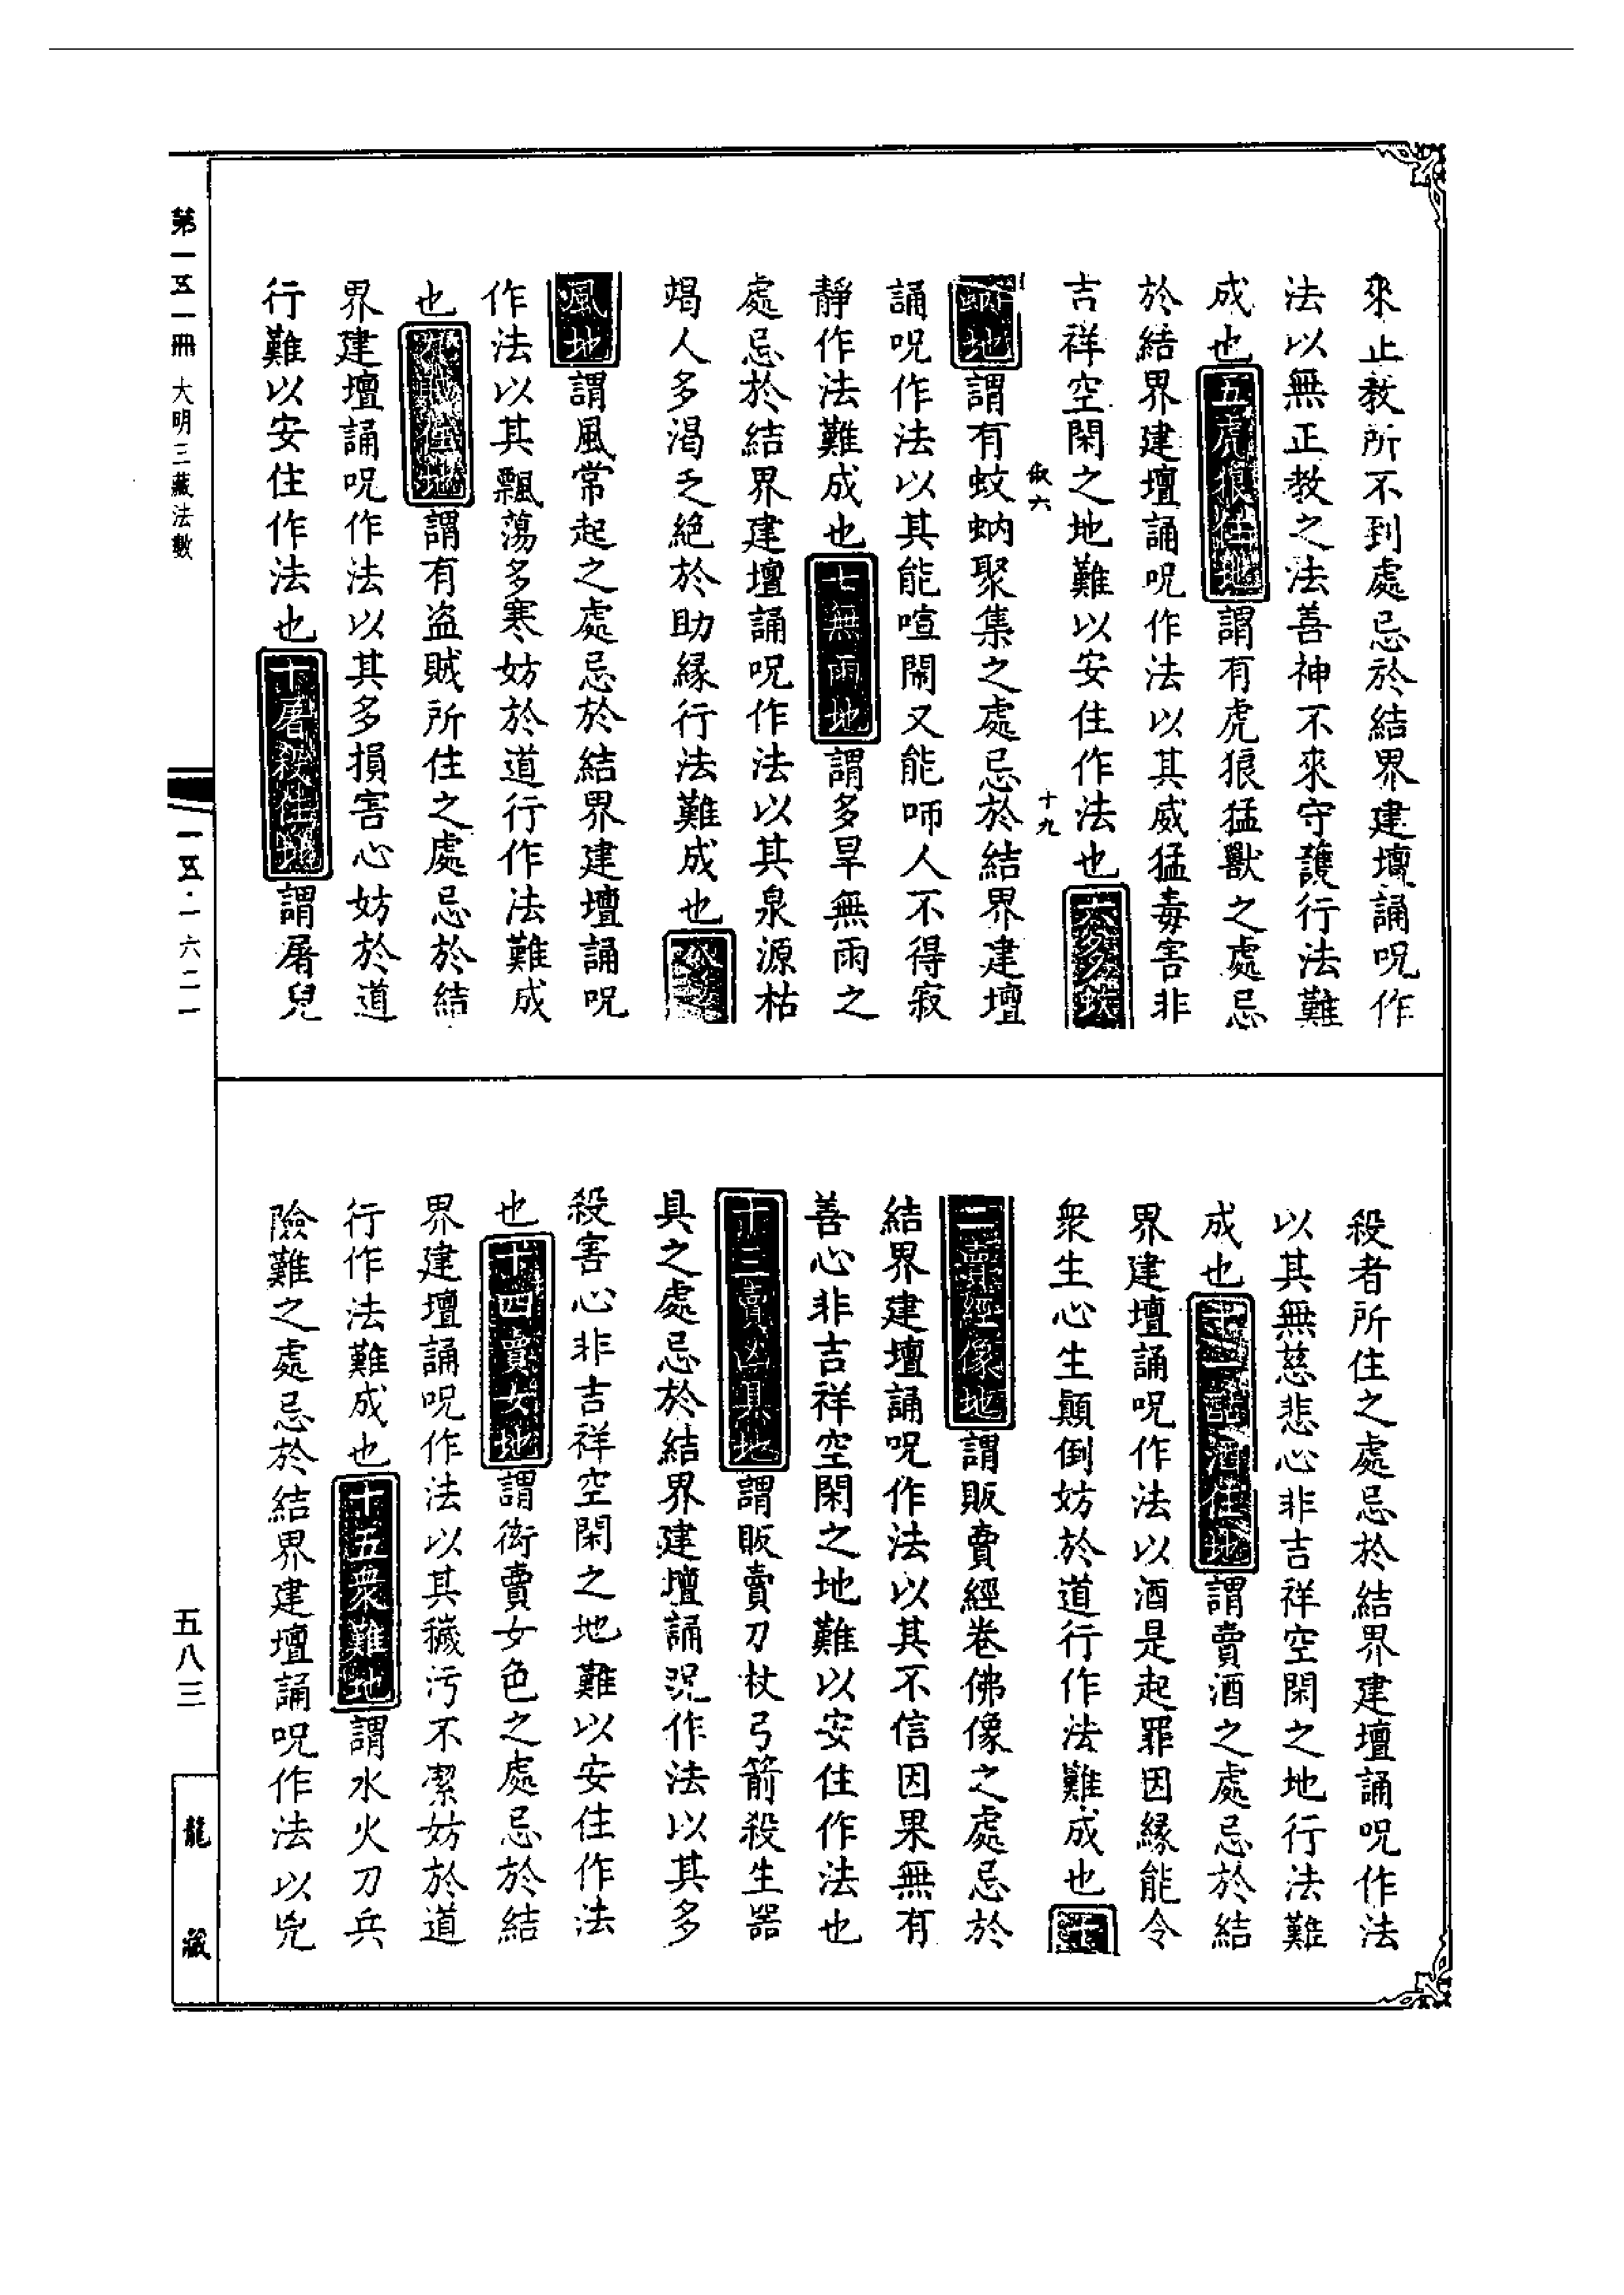 來止教所不到處忌於結界建壇誦呪作
法以無正教之法善神不來守護行法難
成也五虎狼住地謂有虎狼猛獸之處忌
於結界建壇誦呪作法以其威猛毒害非
吉祥空閑之地難以安住作法也六多蚊
蚋地謂有蚊蚋聚集之處忌於結界建壇
誦呪作法以其能喧鬧又能咂人不得寂
靜作法難成也七無雨地謂多旱無雨之
處忌於結界建壇誦呪作法以其泉源枯
竭人多渴乏絕於助緣行法難成也八
風地謂風常起之處忌於結界建壇誦呪
作法以其飄蕩多寒妨於道行作法難成
也住地謂有盜賊所住之處忌於結
界建壇誦呪作法以其多損害心妨於道
行難以安住作法也十屠殺住地謂屠兒
殺者所住之處忌於結界建壇誦呪作法
以其無慈悲心非吉祥空閑之地行法難
成也十一酤酒住地謂賣酒之處忌於結
界建壇誦呪作法以酒是起罪因緣能令
衆生心生顛倒妨於道行作法難成也十
二賣經像地謂販賣經卷佛像之處忌於
結界建壇誦呪作法以其不信因果無有
善心非吉祥空閑之地難以安住作法也
十三賣凶具地謂販賣刀杖弓箭殺生器
具之處忌於結界建壇誦呪作法以其多
殺害心非吉祥空閑之地難以安住作法
也十四賣女地謂衒賣女色之處忌於結
界建壇誦呪作法以其穢污不潔妨於道
行作法難成也十五衆難地謂水火刀兵
險難之處忌於結界建壇誦呪作法以兇
六
十九
第一五一冊 大明三藏法數
一五·一六二一
五八三
龍藏